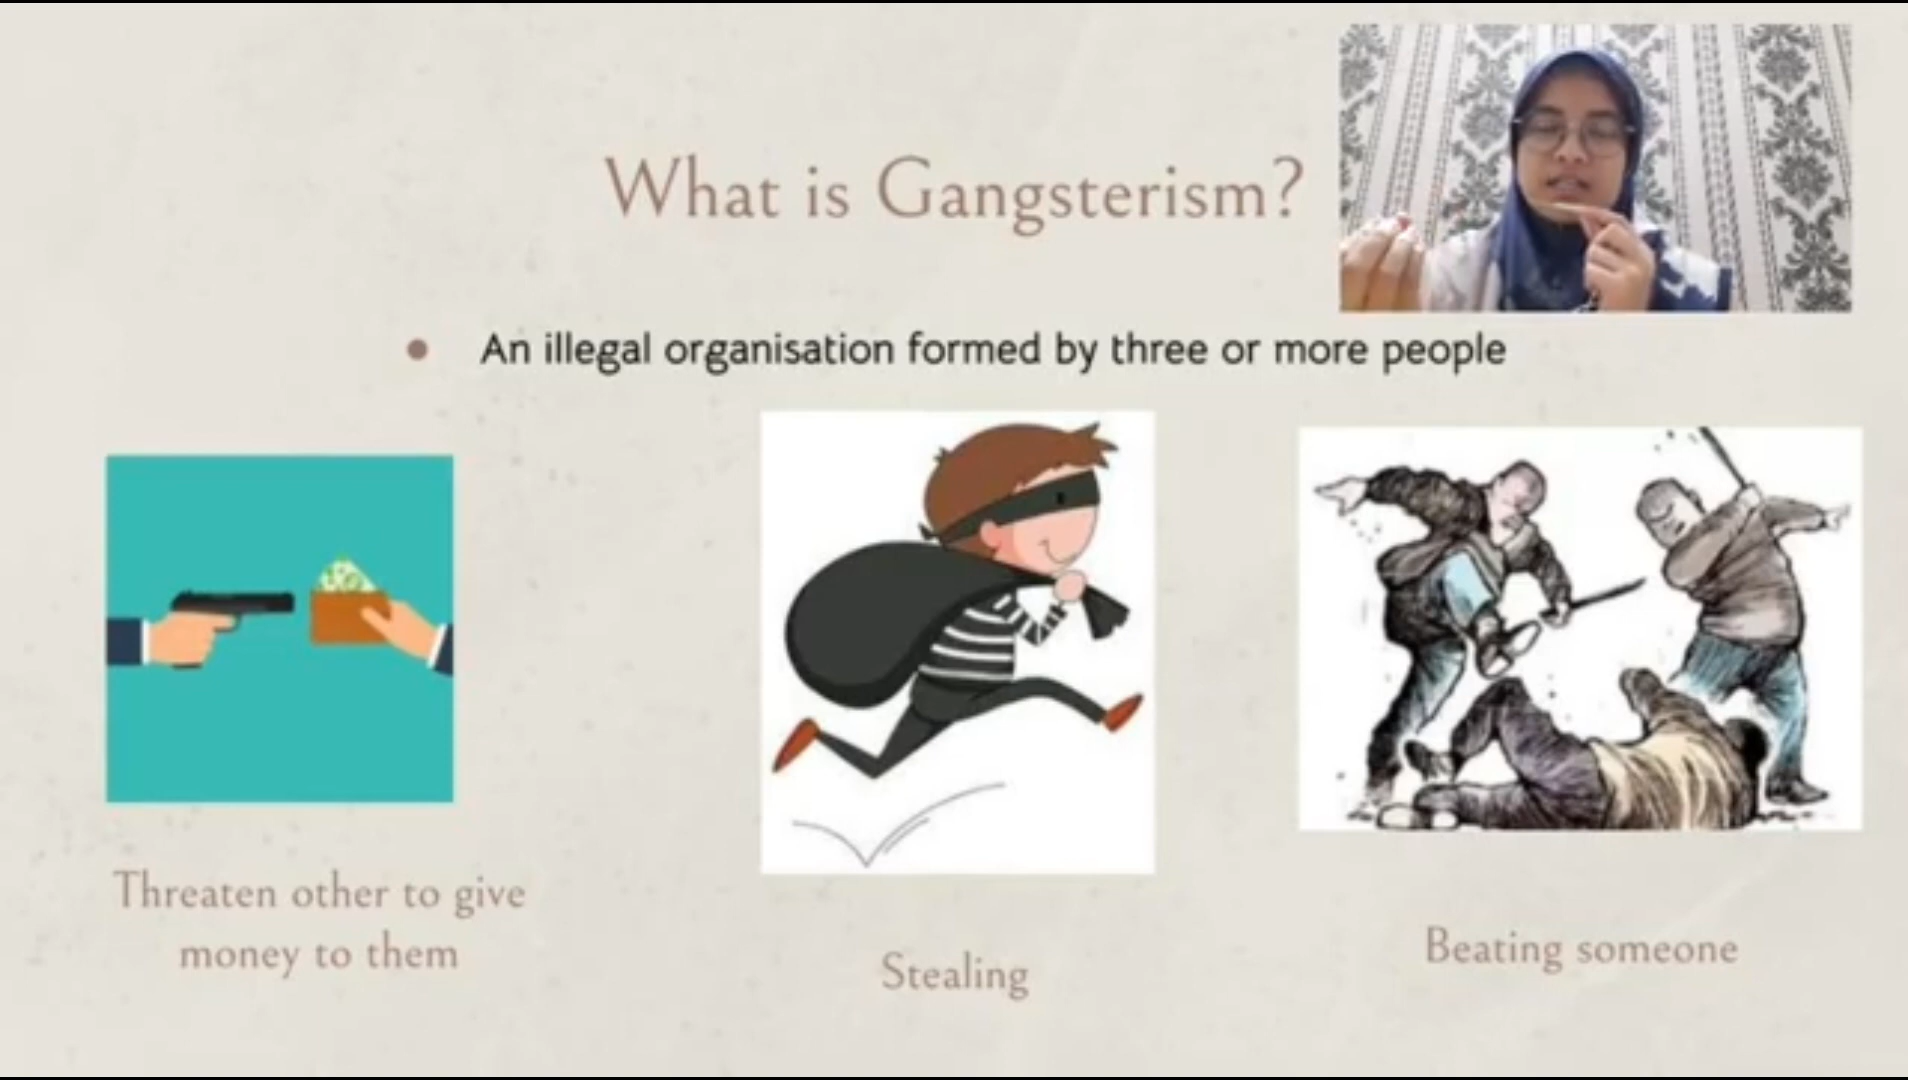 What is Gangsterism?
An illegal organisation formed by three or more people
Threaten other to give
money to them
Stealing
Beating someone